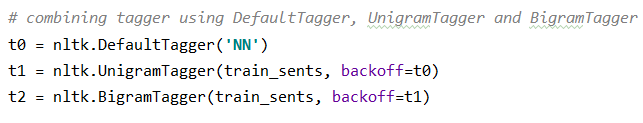 # combining tagger using DefaultTagger, UnigramTagger and BigramTagger
t0 = nltk.DefaultTagger('NN')
t1 = nltk.UnigramTagger(train_sents, backoff=t0)
t2 = nltk.BigramTagger(train_sents, backoff=t1)